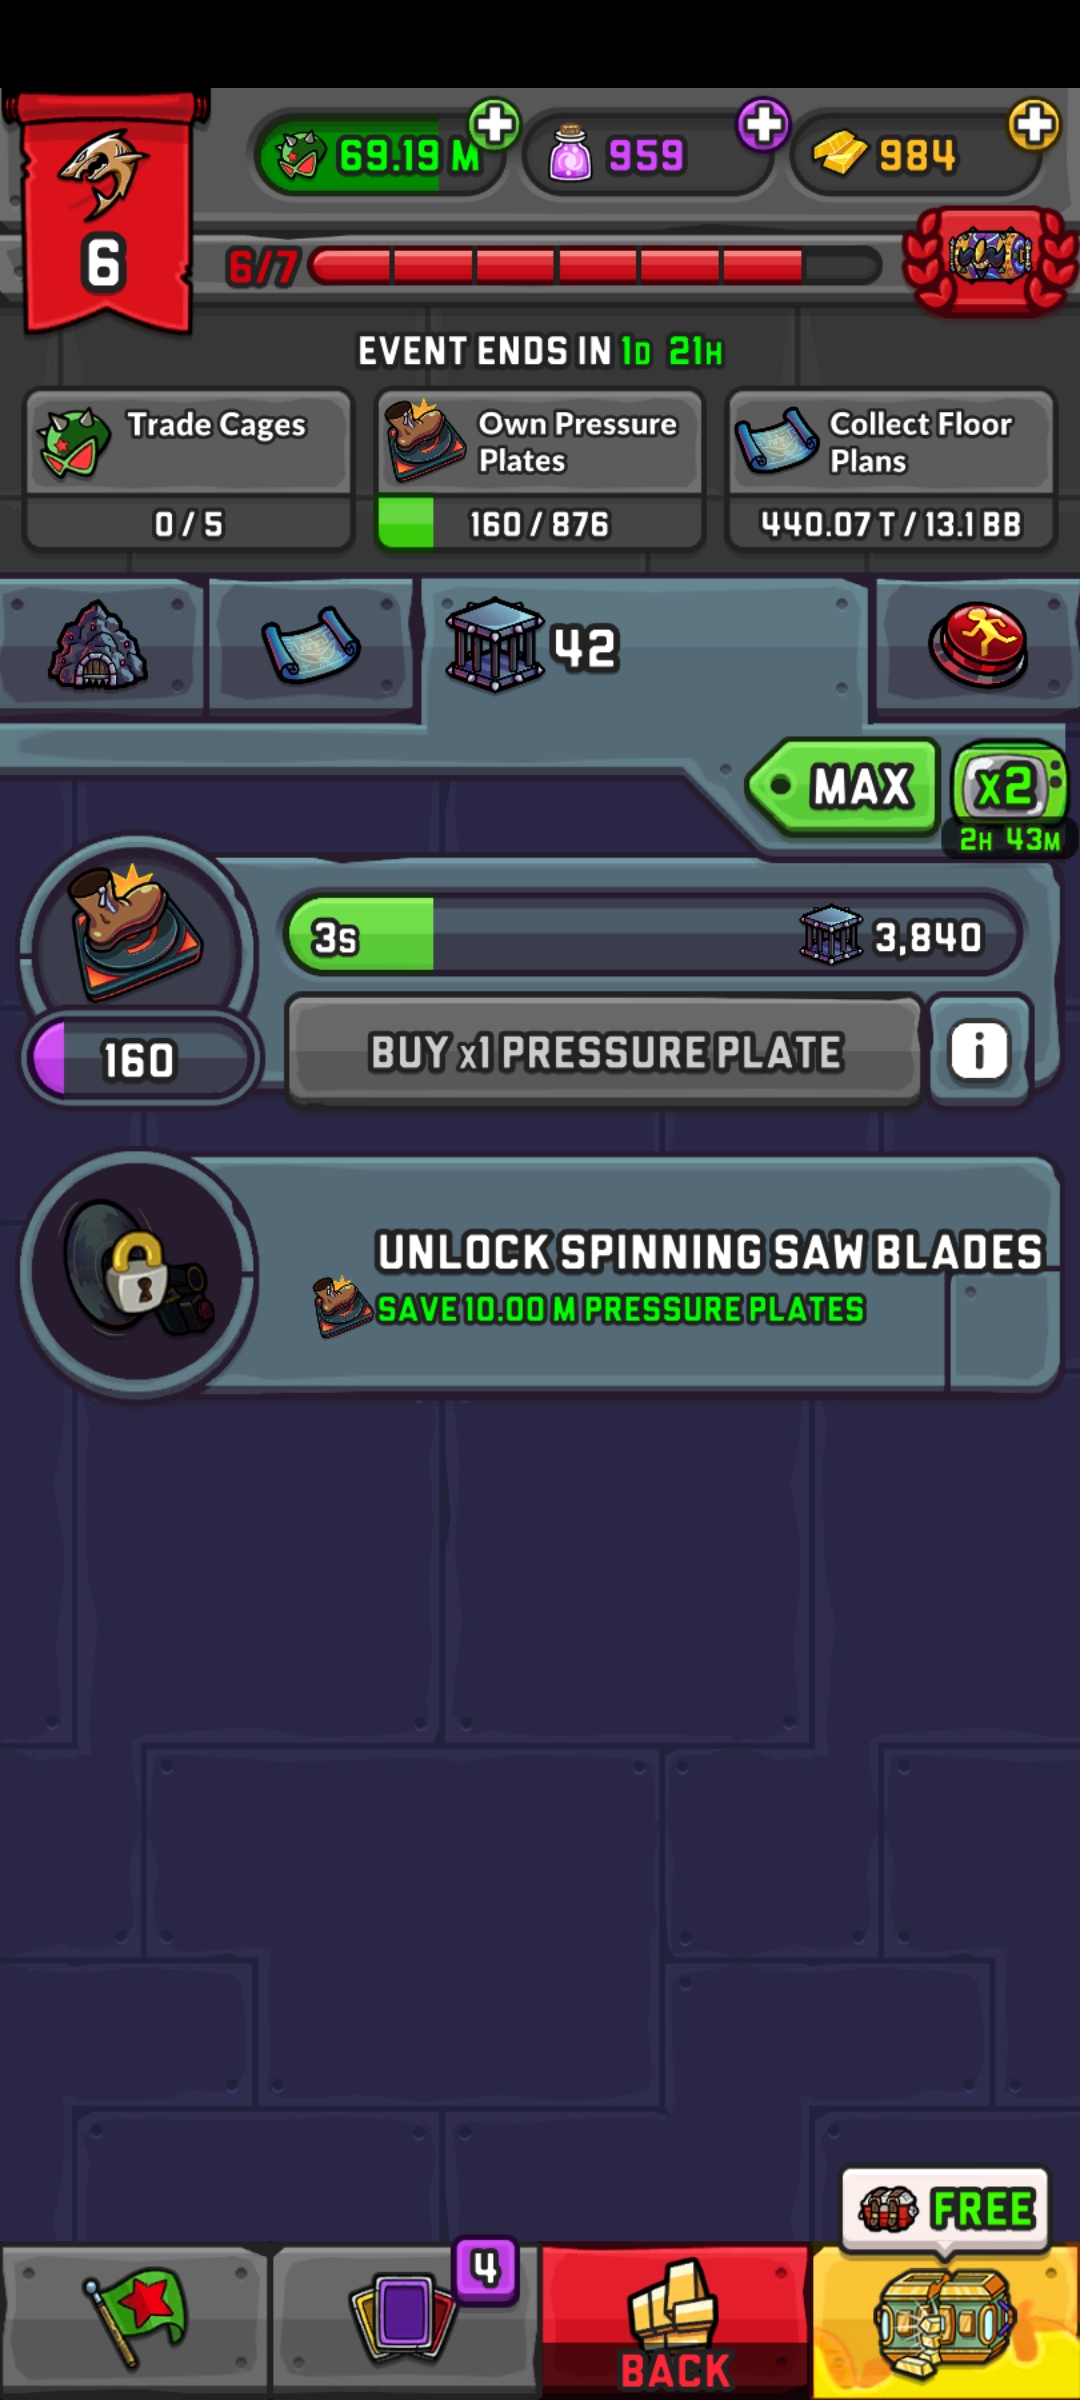 69.19 M
959
984
6
6/7
EVENT ENDS IN 1D 21H
Trade Cages
0 / 5
Own Pressure
Plates
160 / 876
Collect Floor
Plans
440.07 T / 13.1 BB
42
MAX
x2
2H 43M
3S
3,840
160
BUY x1 PRESSURE PLATE
i
UNLOCK SPINNING SAW BLADES
SAVE 10.00 M PRESSURE PLATES
FREE
4
BACK